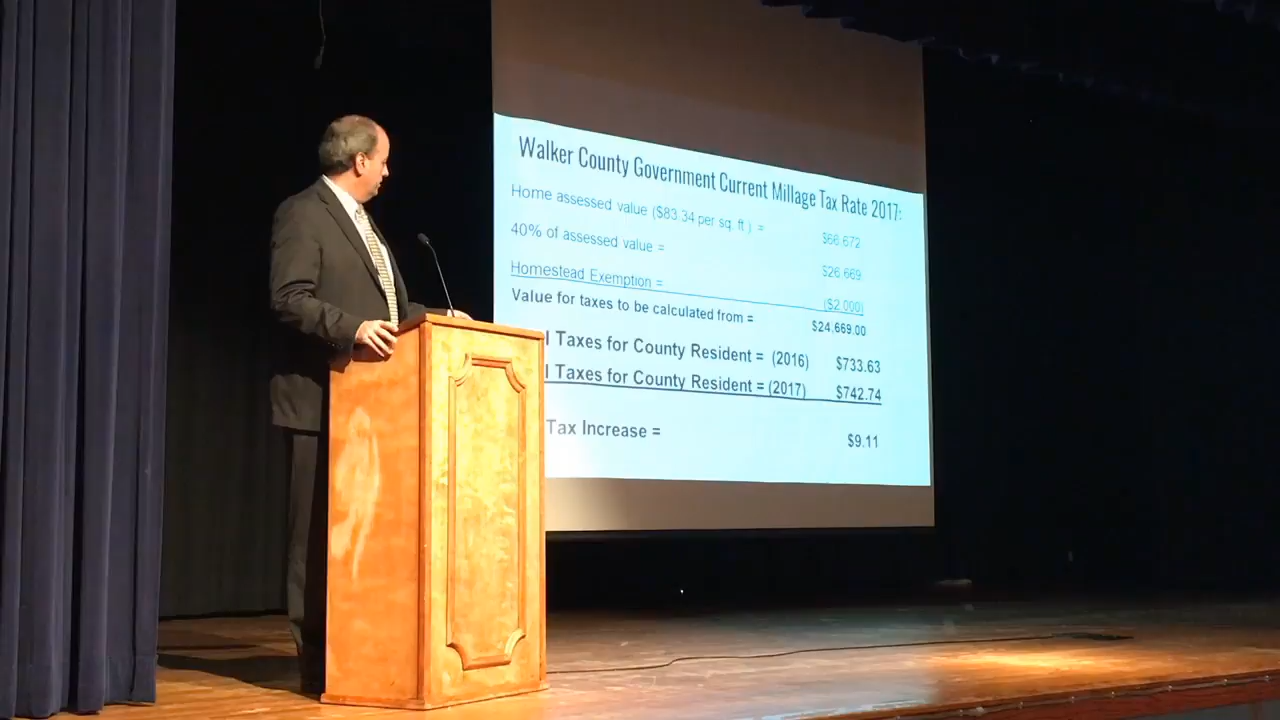 Walker County Government Current Millage Tax Rate 2017:
Home assessed value ($83.34 per sq. ft.) = $66,672
40% of assessed value = $26,669
Homestead Exemption = ($2,000)
Value for taxes to be calculated from = $24,669.00
l Taxes for County Resident = (2016) $733.63
l Taxes for County Resident = (2017) $742.74
Tax Increase = $9.11